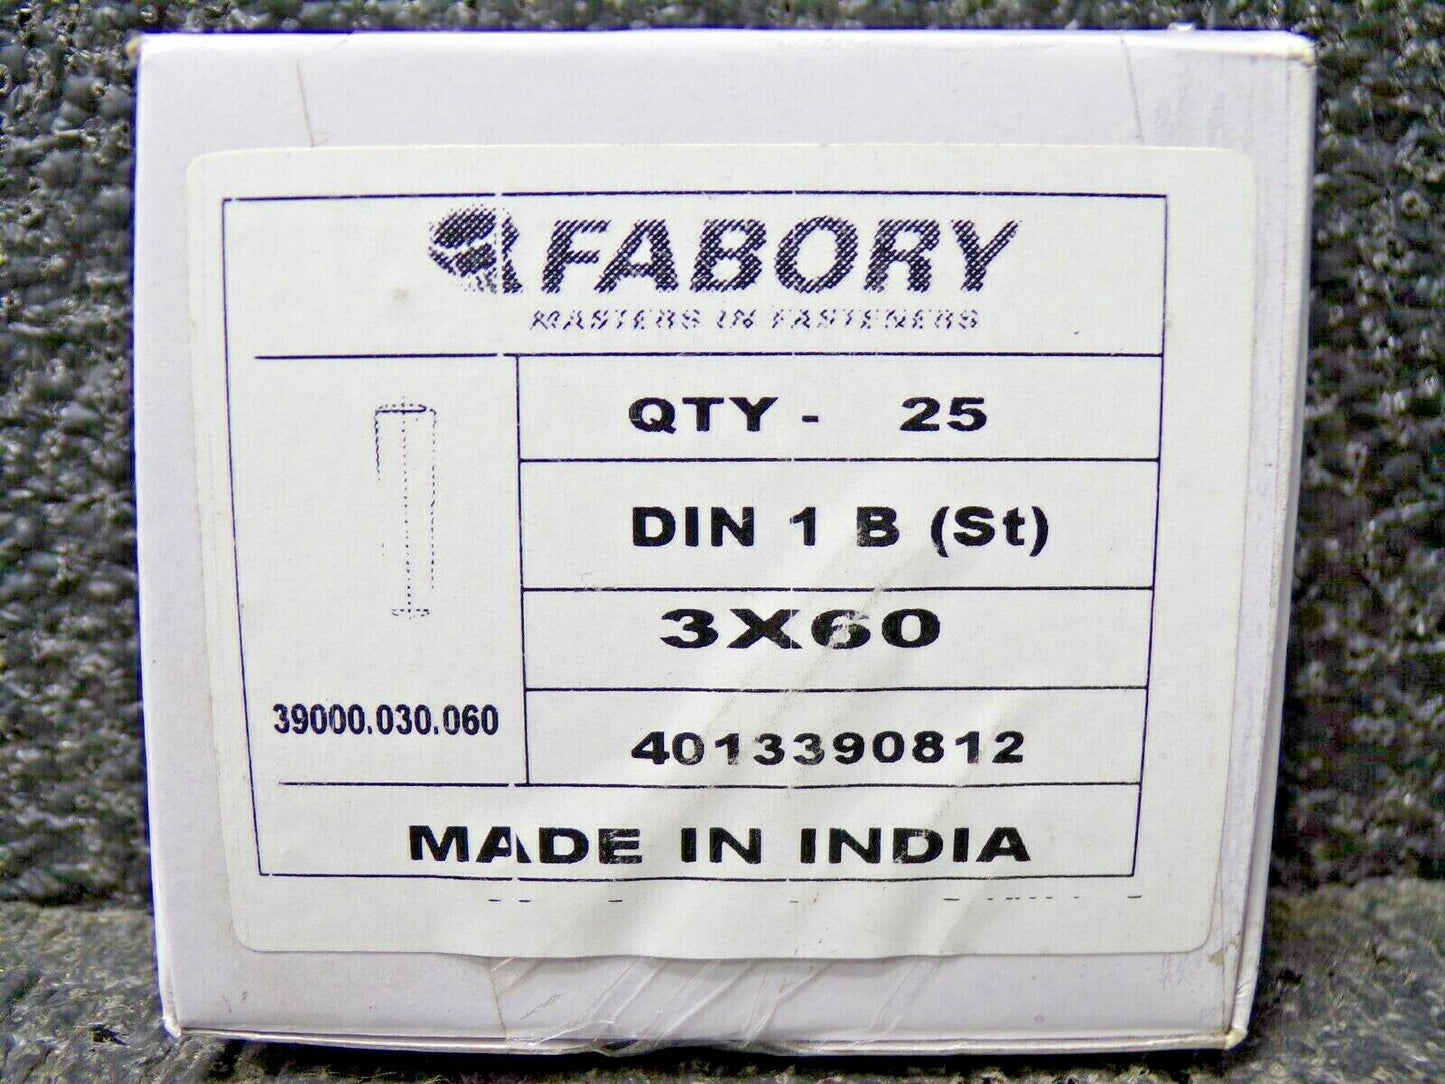 FABORY
MASTERS IN FASTENERS
QTY - 25
DIN 1 B (St)
3X60
39000.030.060
4013390812
MADE IN INDIA